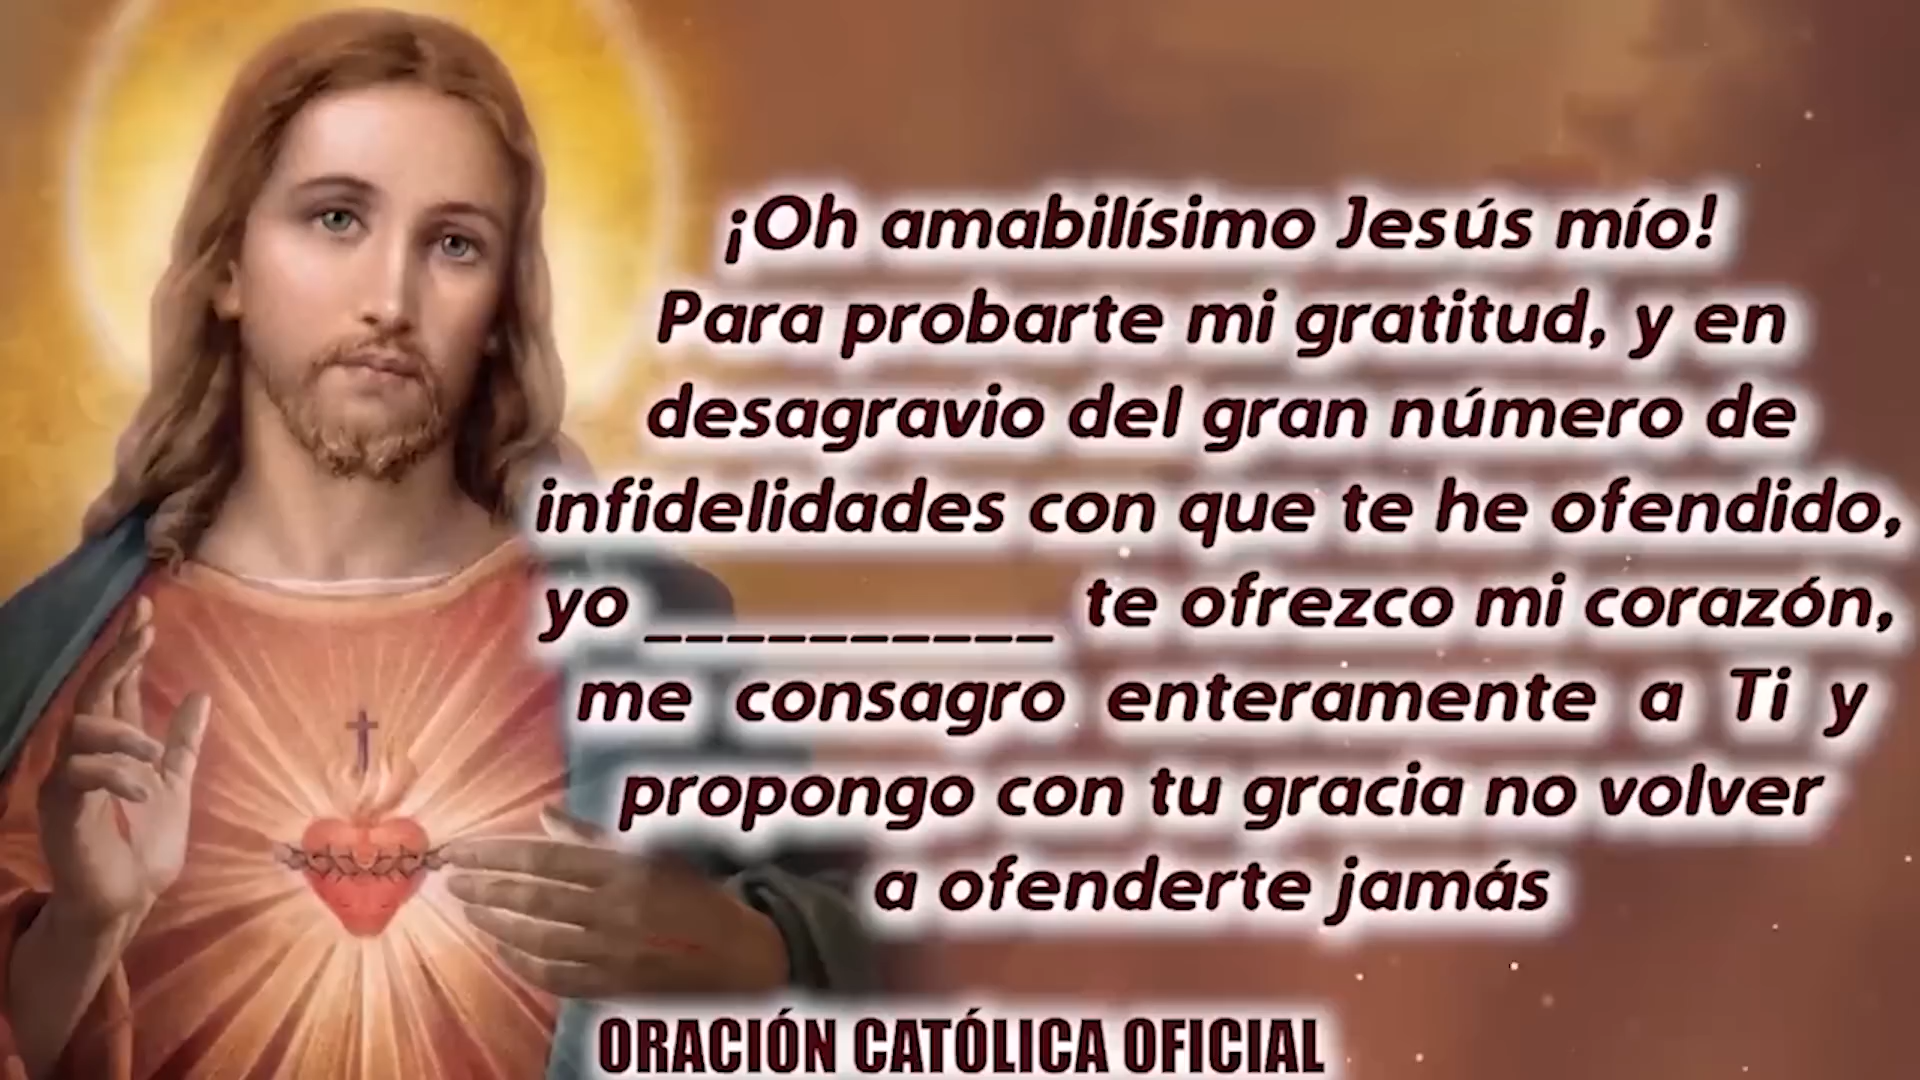 ¡Oh amabilísimo Jesús mío!
Para probarte mi gratitud, y en
desagravio del gran número de
infidelidades con que te he ofendido,
yo __________ te ofrezco mi corazón,
me consagro enteramente a Ti y
propongo con tu gracia no volver
a ofenderte jamás
ORACIÓN CATÓLICA OFICIAL